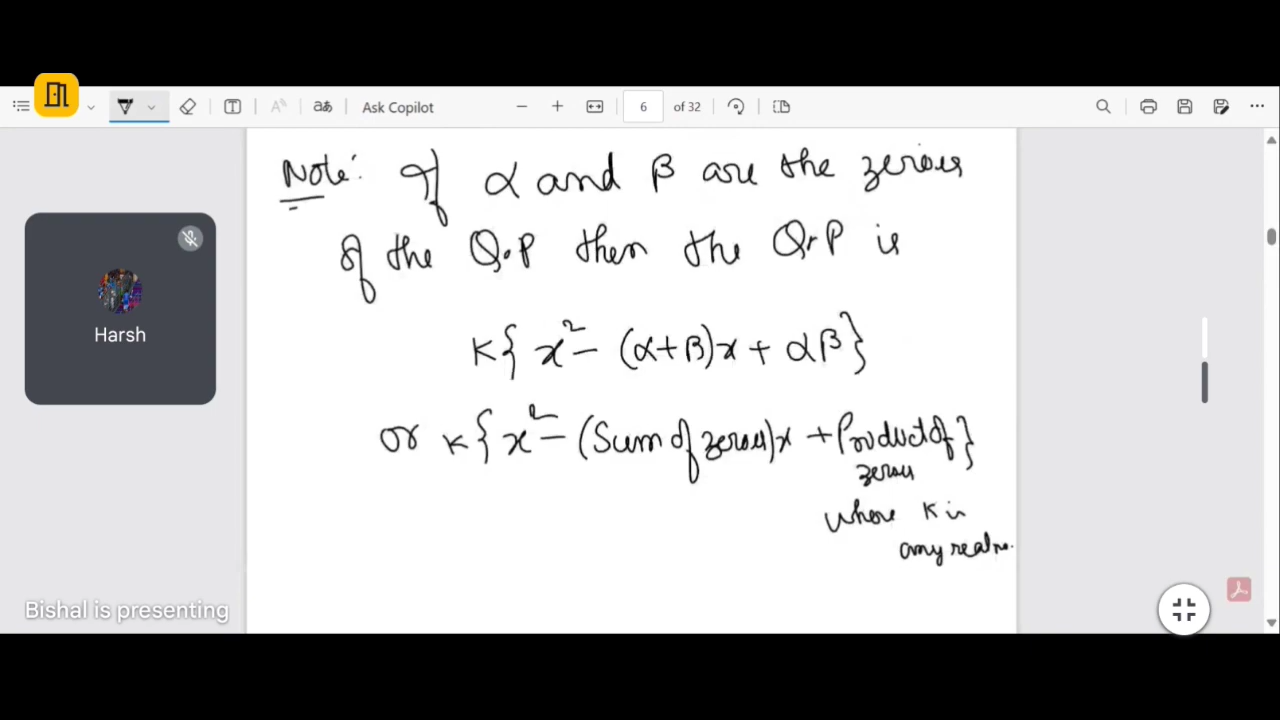 Ask Copilot
6 of 32
Note: If α and β are the zeroes
of the Q.P then the Q.P is
K{ x² - (α+β)x + αβ}
or K{ x² - (Sum of zeroes)x + Product of
zeroes }
where K is
any real no.
Harsh
Bishal is presenting